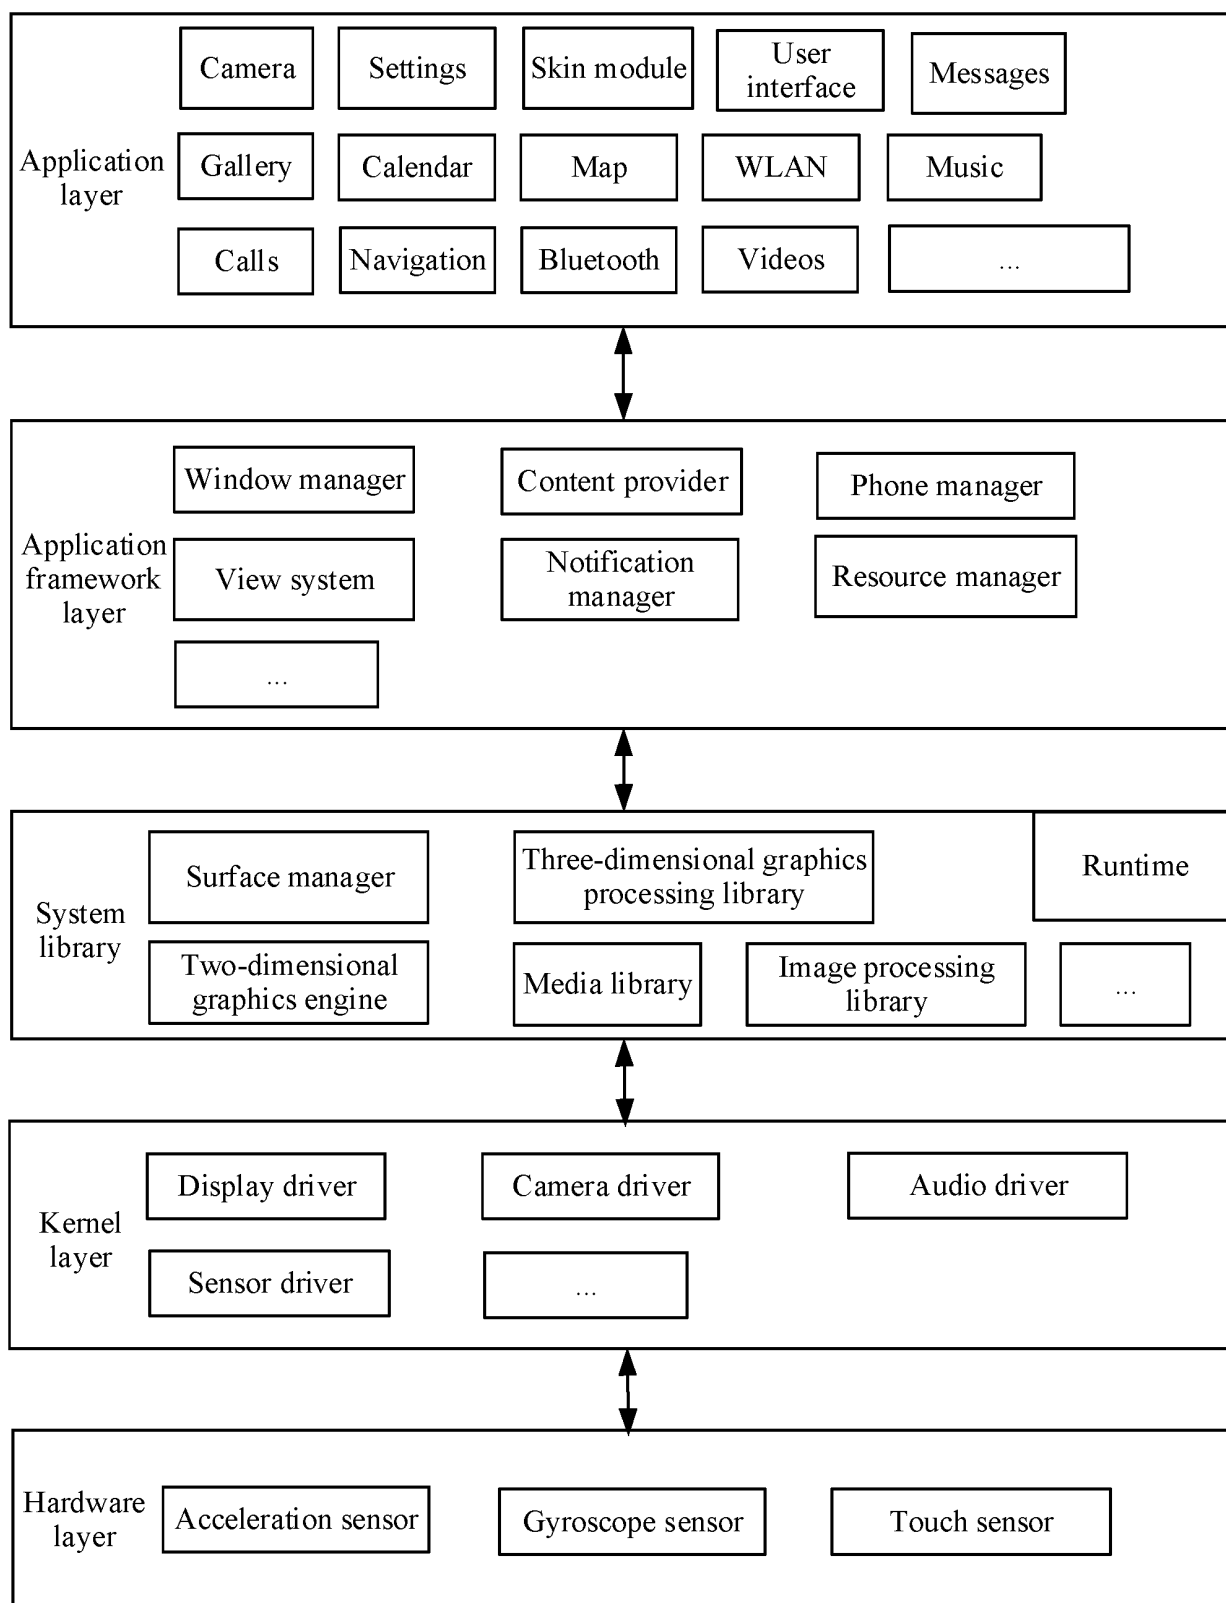 Camera
Settings
Skin module
User
interface
Messages
Application
layer
Gallery
Calendar
Map
WLAN
Music
Calls
Navigation
Bluetooth
Videos
...
Application
framework
layer
Window manager
Content provider
Phone manager
View system
Notification
manager
Resource manager
...
System
library
Surface manager
Three-dimensional graphics
processing library
Runtime
Two-dimensional
graphics engine
Media library
Image processing
library
...
Kernel
layer
Display driver
Camera driver
Audio driver
Sensor driver
...
Hardware
layer
Acceleration sensor
Gyroscope sensor
Touch sensor